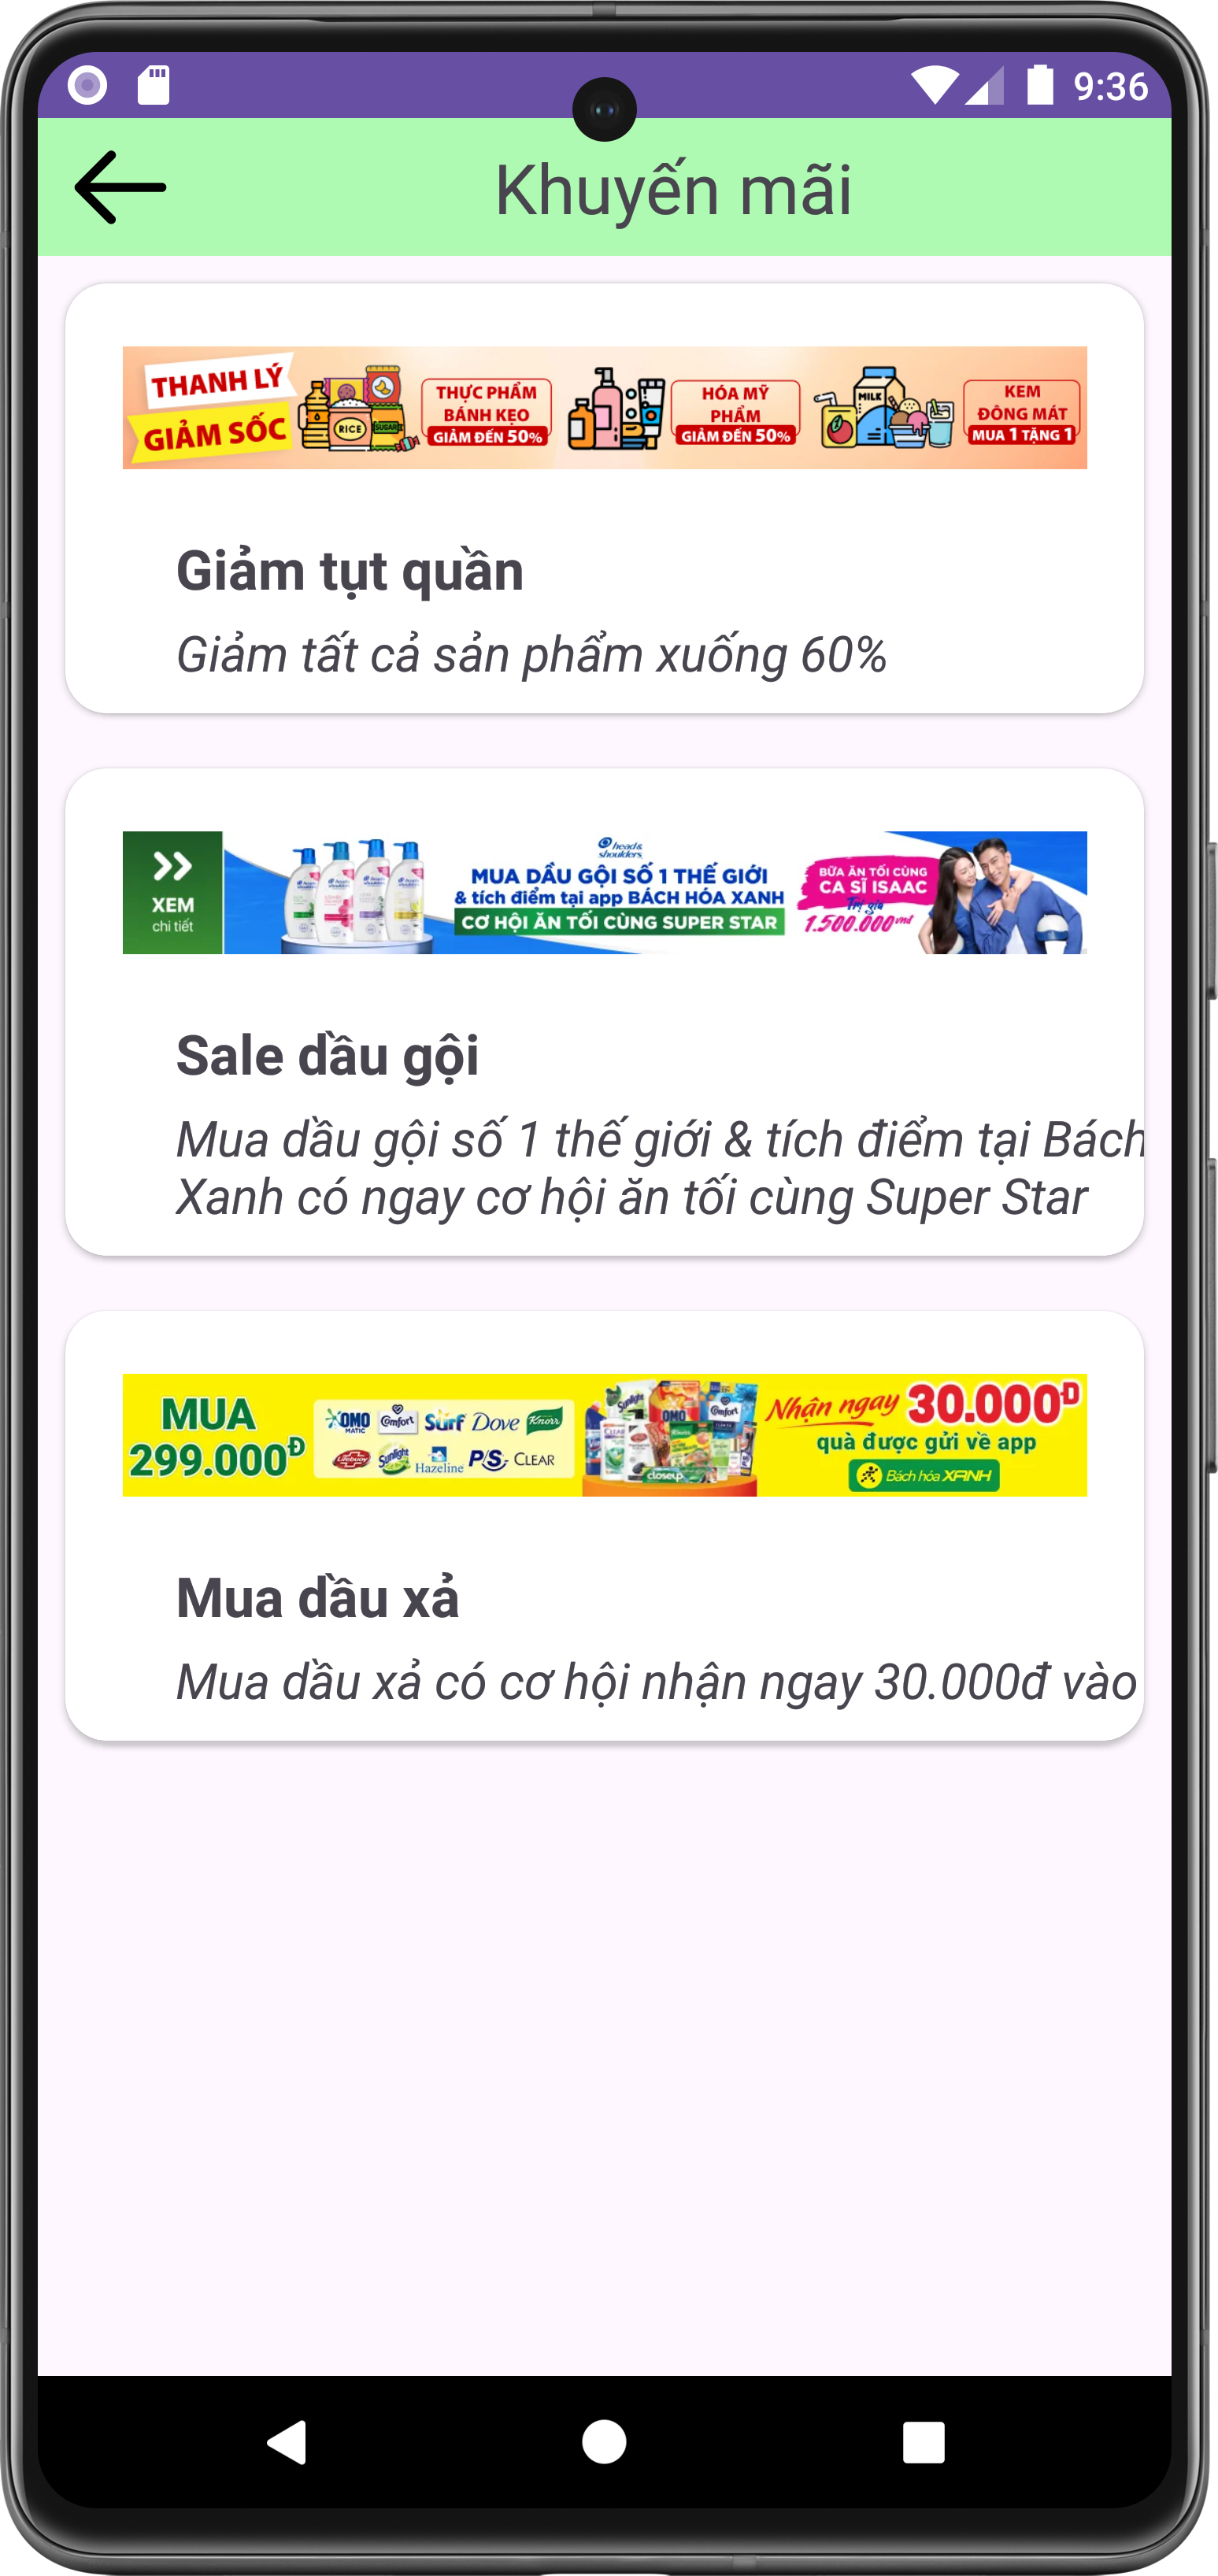 9:36
Khuyến mãi
THANH LÝ
GIẢM SỐC
RICE
SUGAR
THỰC PHẨM
BÁNH KẸO
GIẢM ĐẾN 50%
HÓA MỸ
PHẨM
GIẢM ĐẾN 50%
MILK
KEM
ĐÔNG MÁT
MUA 1 TẶNG 1
Giảm tụt quần
Giảm tất cả sản phẩm xuống 60%
XEM
chi tiết
head&
shoulders
MUA DẦU GỘI SỐ 1 THẾ GIỚI
& tích điểm tại app BÁCH HÓA XANH
CƠ HỘI ĂN TỐI CÙNG SUPER STAR
BỮA ĂN TỐI CÙNG
CA SĨ ISAAC
Trị giá
1.500.000vnđ
Sale dầu gội
Mua dầu gội số 1 thế giới & tích điểm tại Bách
Xanh có ngay cơ hội ăn tối cùng Super Star
MUA
299.000Đ
OMO MATIC Comfort Surf Dove Knorr
Lifebuoy Sunlight Hazeline P/S CLEAR
Sunlight
OMO
Comfort
CLEAR
closeup
Nhận ngay 30.000Đ
quà được gửi về app
Bách hóa XANH
Mua dầu xả
Mua dầu xả có cơ hội nhận ngay 30.000đ vào